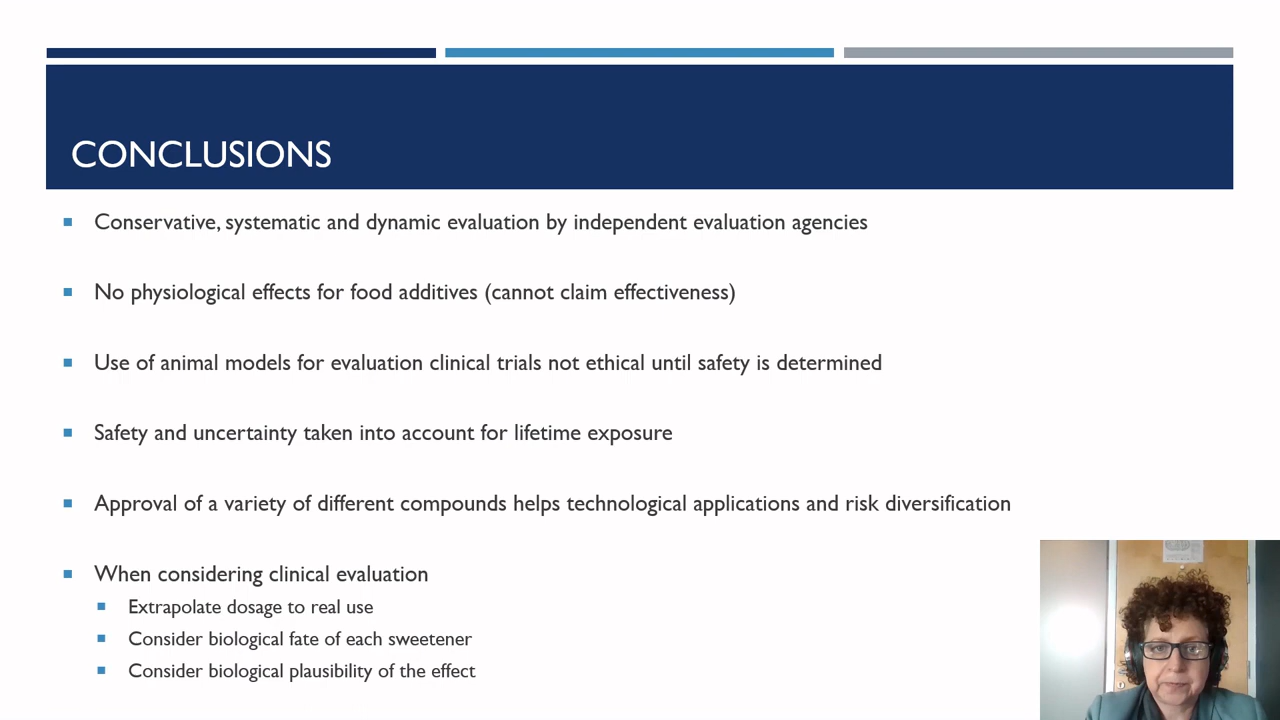 CONCLUSIONS
Conservative, systematic and dynamic evaluation by independent evaluation agencies
No physiological effects for food additives (cannot claim effectiveness)
Use of animal models for evaluation clinical trials not ethical until safety is determined
Safety and uncertainty taken into account for lifetime exposure
Approval of a variety of different compounds helps technological applications and risk diversification
When considering clinical evaluation
Extrapolate dosage to real use
Consider biological fate of each sweetener
Consider biological plausibility of the effect